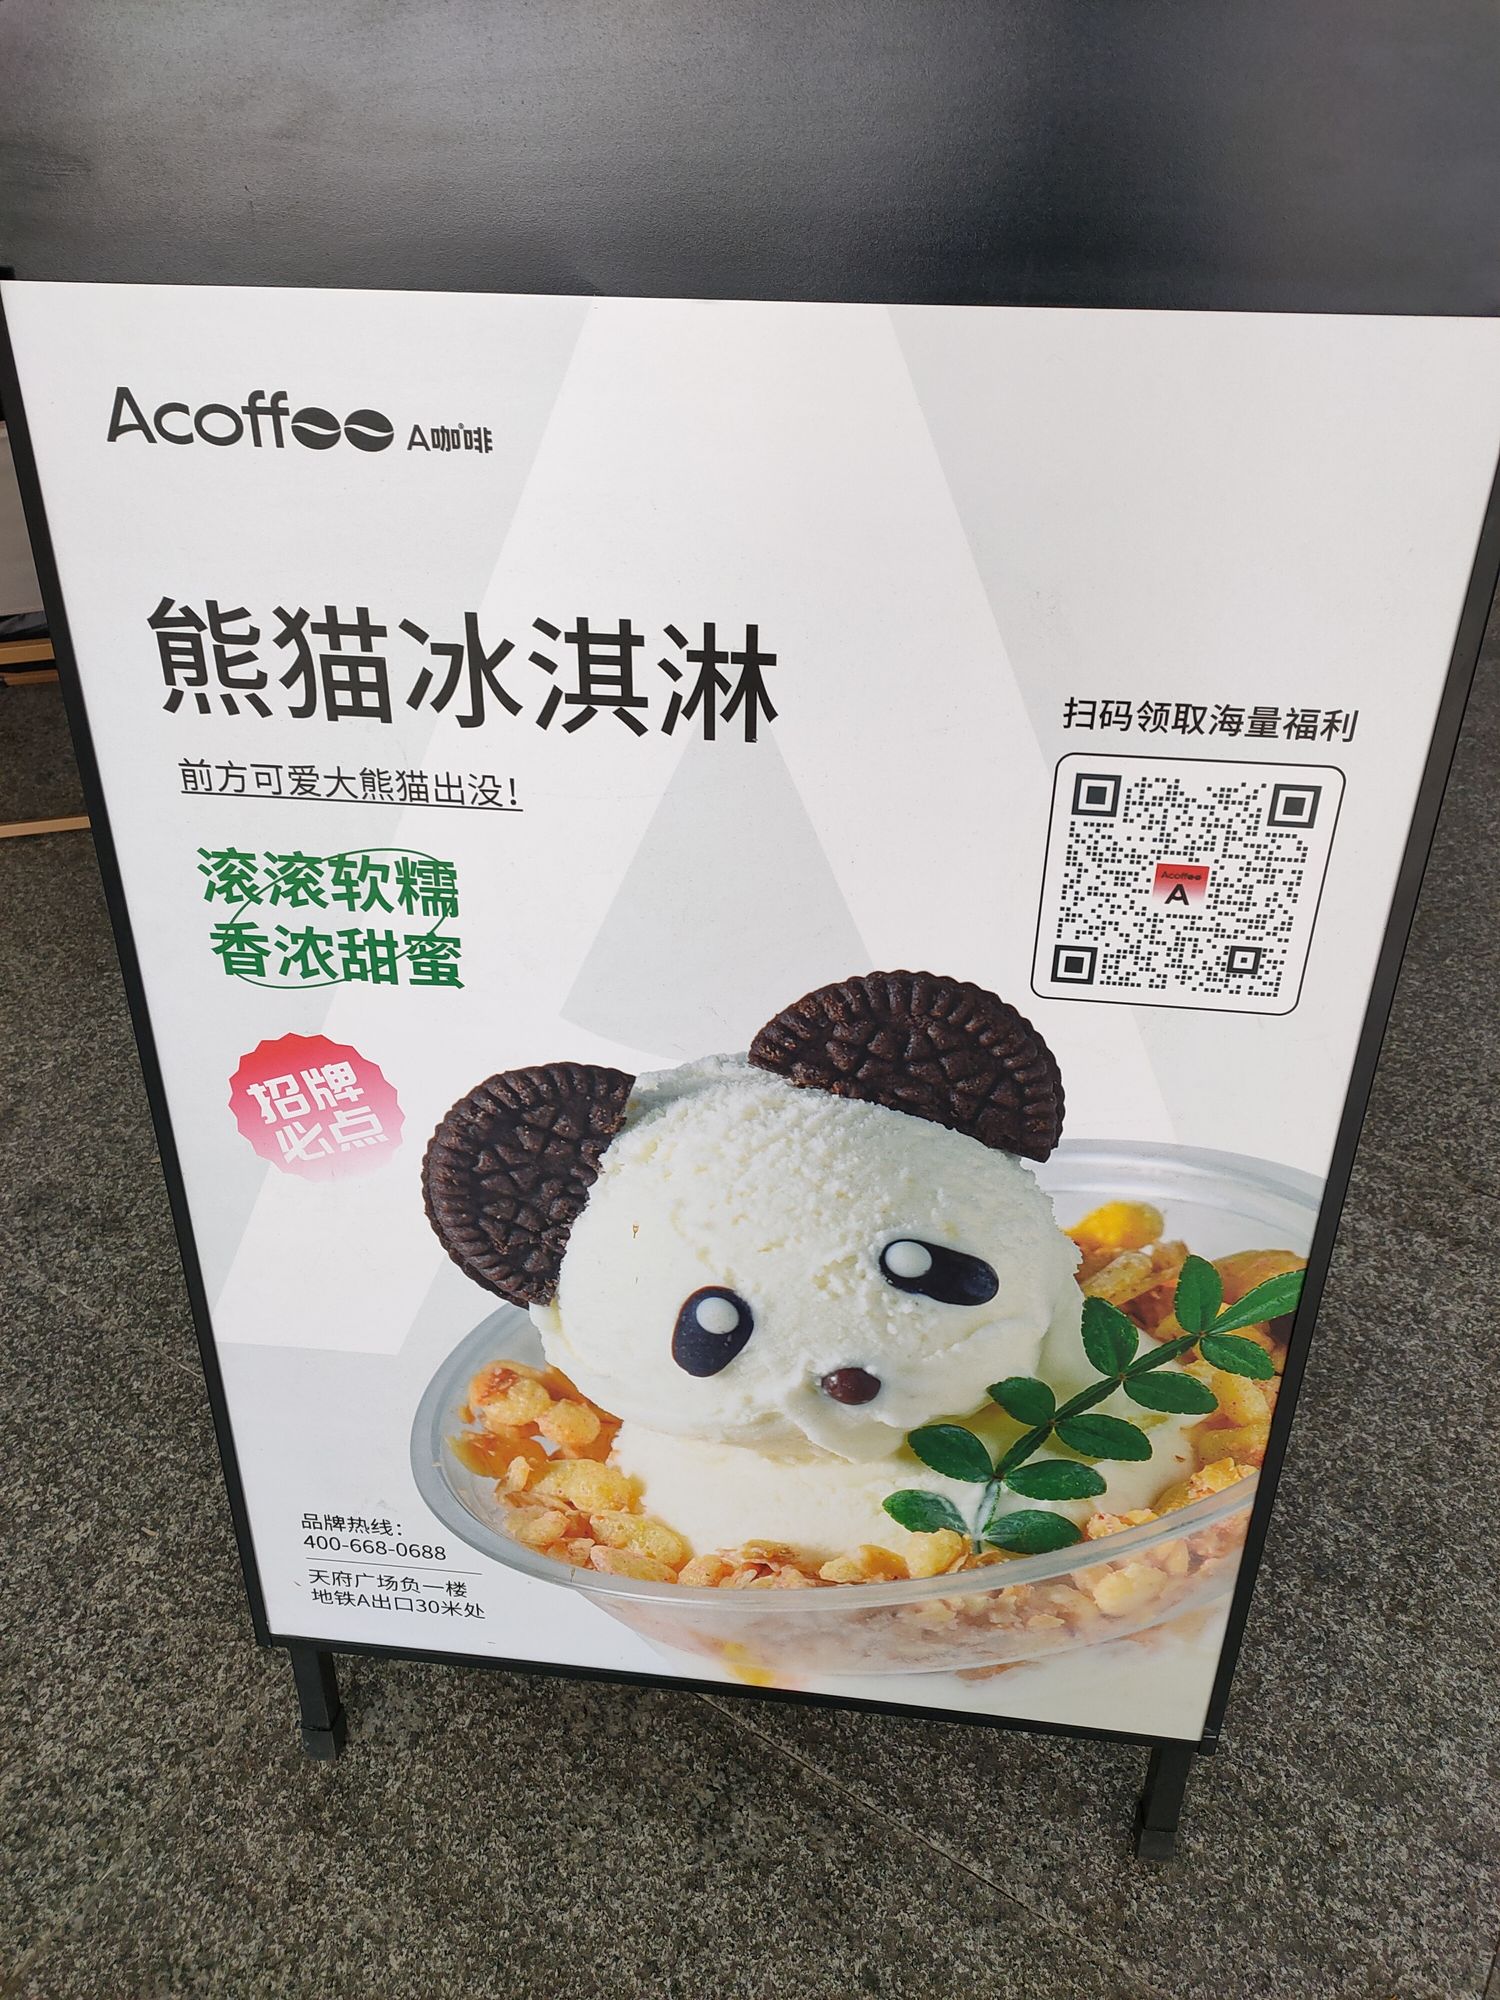 Acoffee A咖啡
熊猫冰淇淋
前方可爱大熊猫出没!
滚滚软糯
香浓甜蜜
招牌
必点
扫码领取海量福利
Acoffee
A
品牌热线:
400-668-0688
天府广场负一楼
地铁A出口30米处